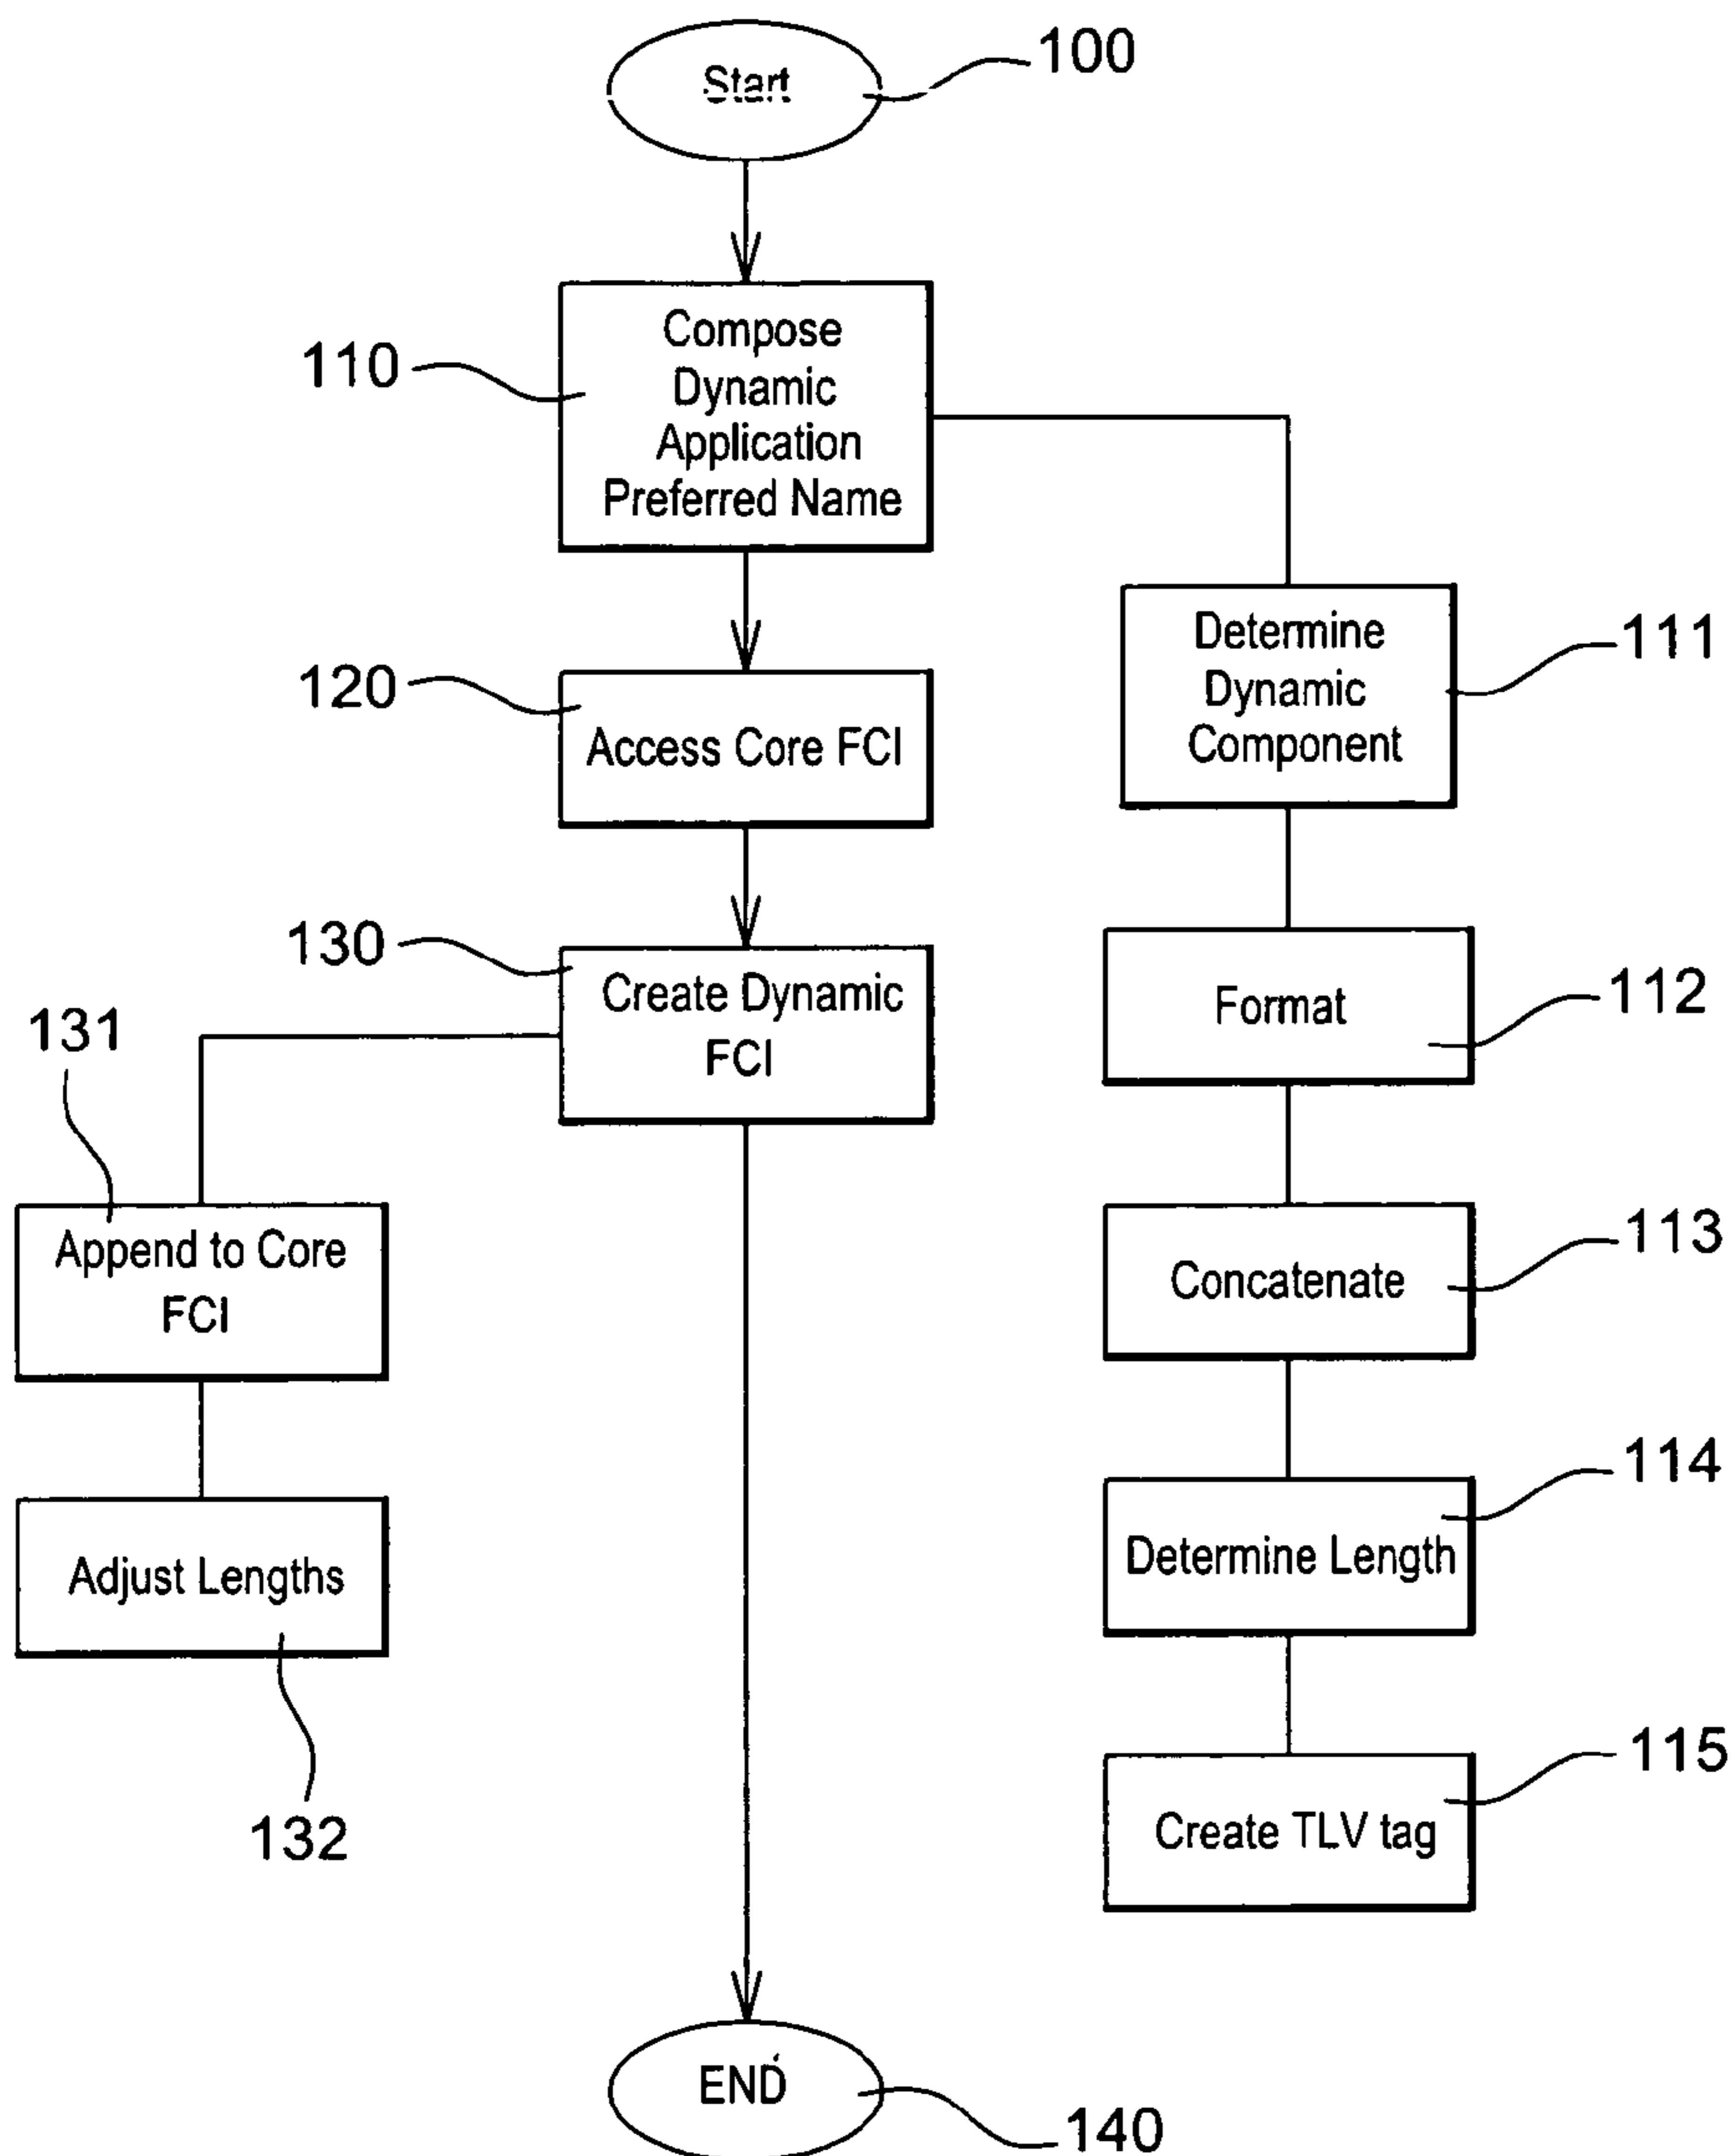 Start
100
Compose
Dynamic
Application
Preferred Name
110
Determine
Dynamic
Component
111
120
Access Core FCI
130
Create Dynamic
FCI
Format
112
131
Append to Core
FCI
Concatenate
113
Adjust Lengths
132
Determine Length
114
Create TLV tag
115
END
140